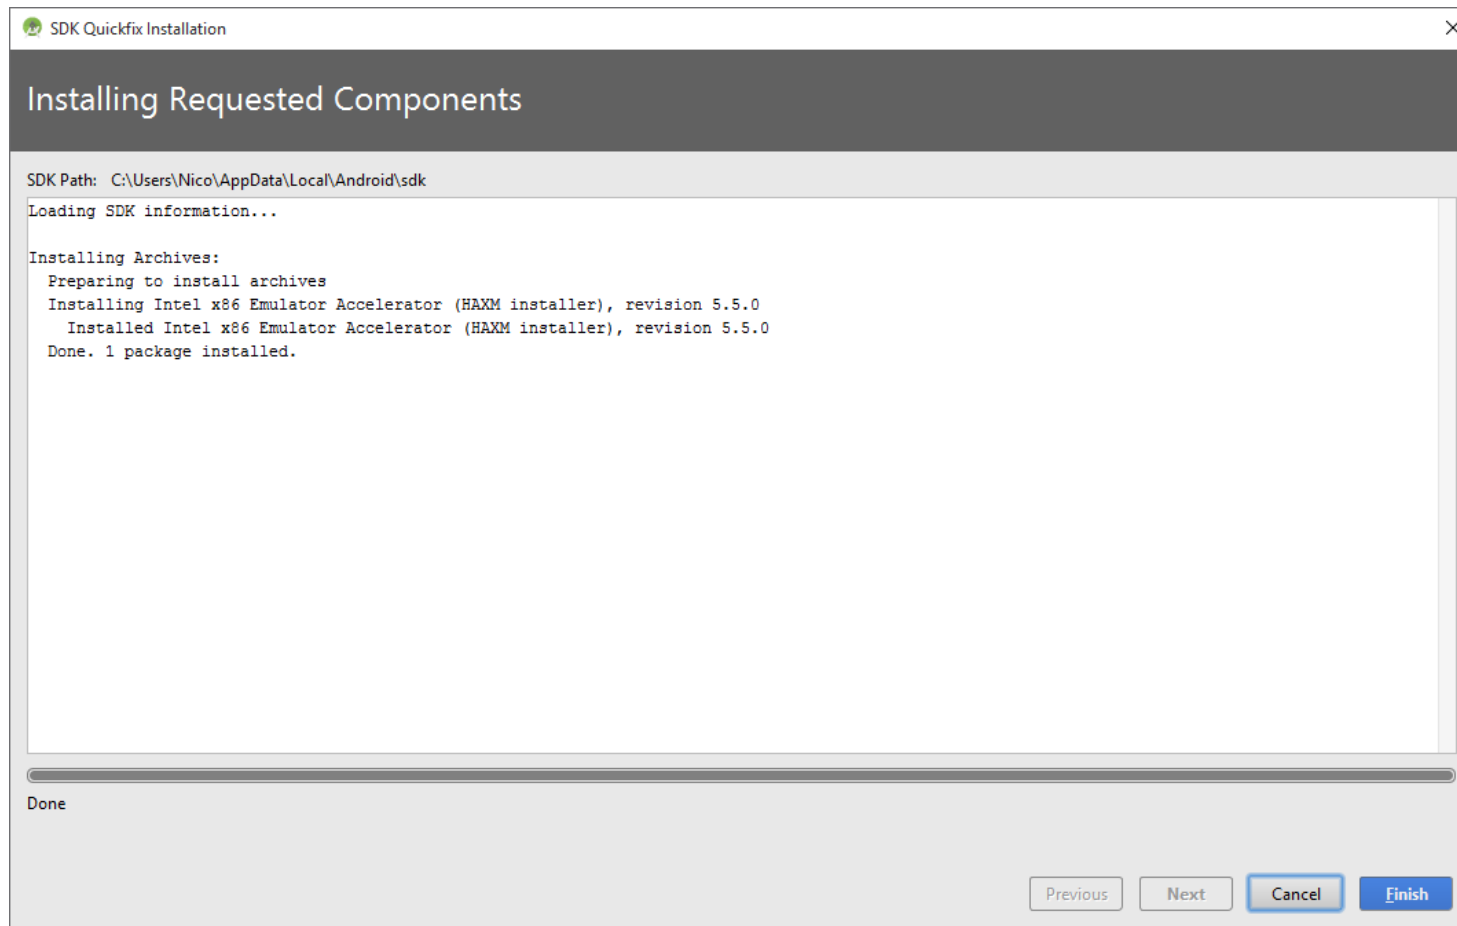 SDK Quickfix Installation
Installing Requested Components
SDK Path: C:\Users\Nico\AppData\Local\Android\sdk
Loading SDK information...
Installing Archives:
Preparing to install archives
Installing Intel x86 Emulator Accelerator (HAXM installer), revision 5.5.0
Installed Intel x86 Emulator Accelerator (HAXM installer), revision 5.5.0
Done. 1 package installed.
Done
Previous Next Cancel Finish